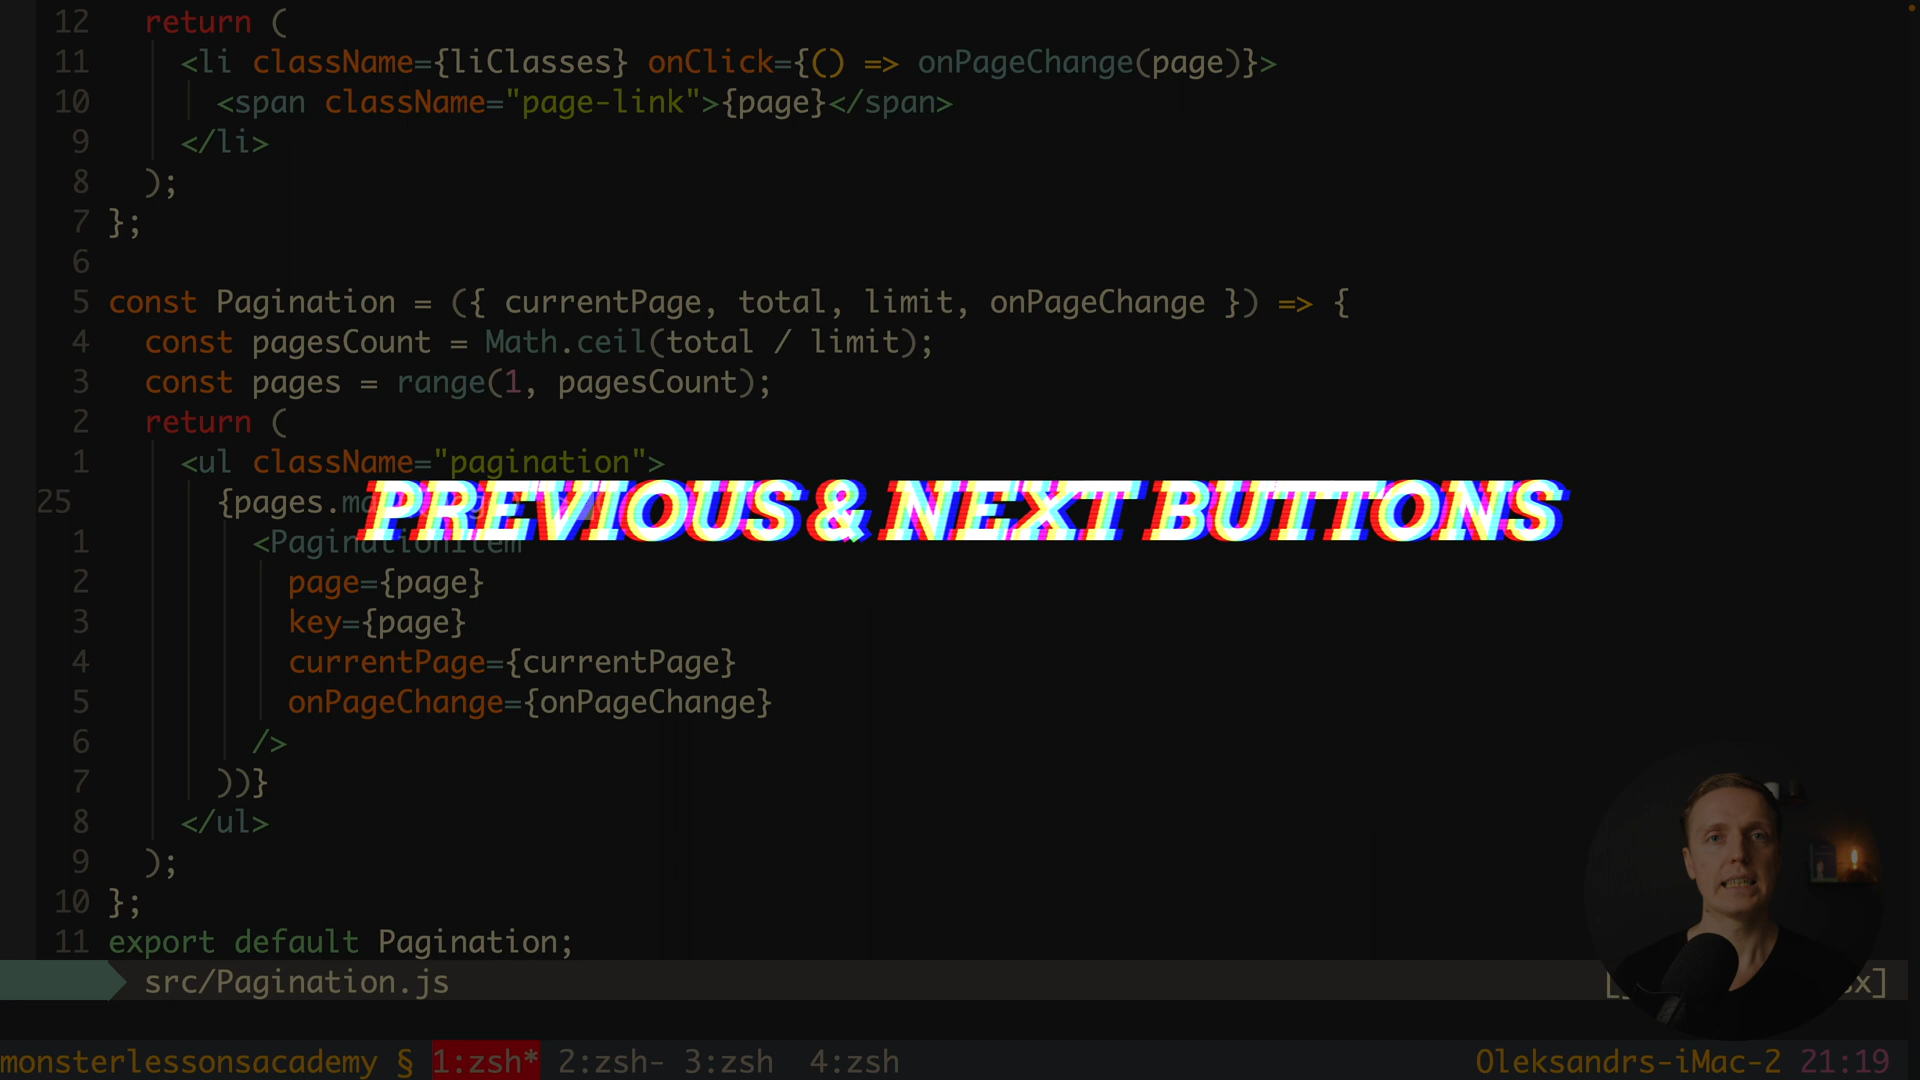 12 return (
11 <li className={liClasses} onClick={() => onPageChange(page)}>
10 <span className="page-link">{page}</span>
9 </li>
8 );
7 };
6
5 const Pagination = ({ currentPage, total, limit, onPageChange }) => {
4 const pagesCount = Math.ceil(total / limit);
3 const pages = range(1, pagesCount);
2 return (
1 <ul className="pagination">
25 {pages.ma
PREVIOUS & NEXT BUTTONS
1 <PaginationItem
2 page={page}
3 key={page}
4 currentPage={currentPage}
5 onPageChange={onPageChange}
6 />
7 ))}
8 </ul>
9 );
10 };
11 export default Pagination;
src/Pagination.js
monsterlessonsacademy § 1:zsh* 2:zsh- 3:zsh 4:zsh Oleksandrs-iMac-2 21:19